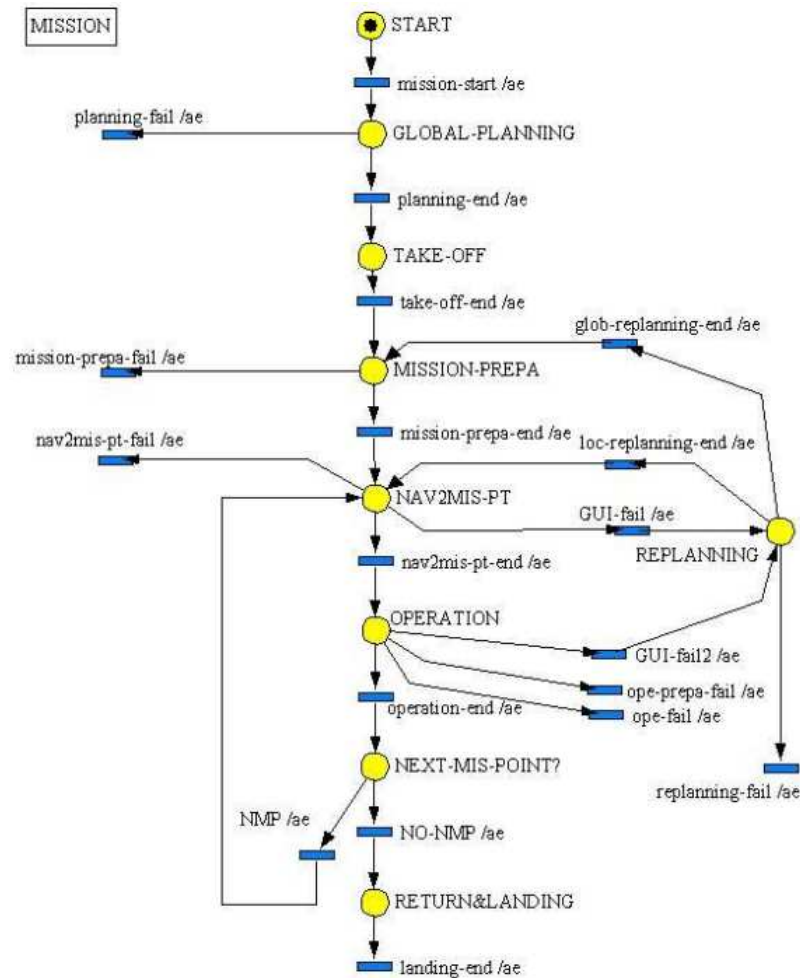 MISSION
START
mission-start /ae
planning-fail /ae
GLOBAL-PLANNING
planning-end /ae
TAKE-OFF
take-off-end /ae
glob-replanning-end /ae
mission-prepa-fail /ae
MISSION-PREPA
mission-prepa-end /ae
loc-replanning-end /ae
nav2mis-pt-fail /ae
NAV2MIS-PT
GUI-fail /ae
REPLANNING
nav2mis-pt-end /ae
OPERATION
GUI-fail2 /ae
ope-prepa-fail /ae
operation-end /ae
ope-fail /ae
NEXT-MIS-POINT?
replanning-fail /ae
NMP /ae
NO-NMP /ae
RETURN&LANDING
landing-end /ae